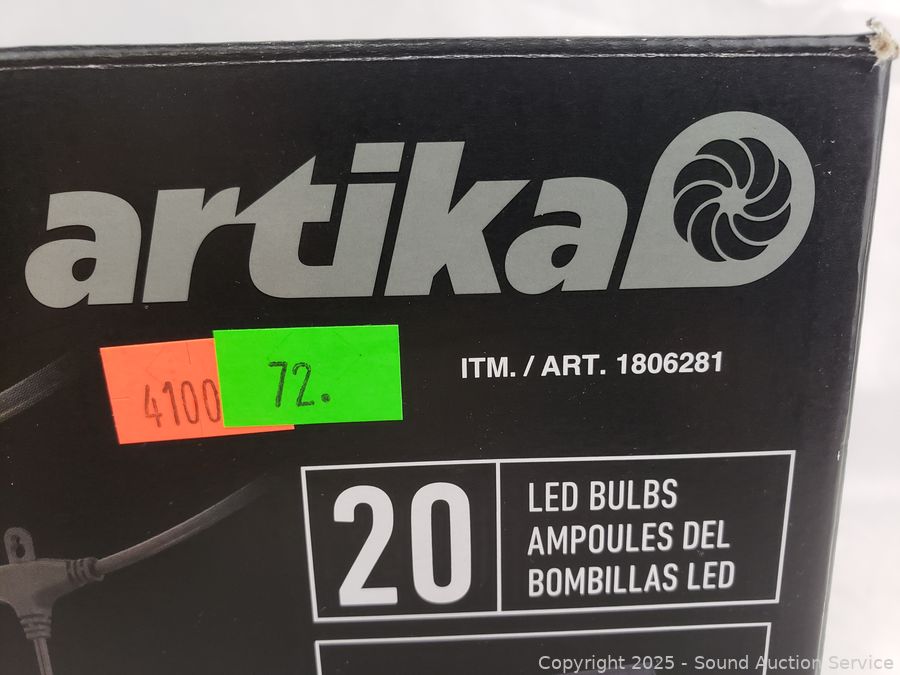 artika
4100
72.
ITM. / ART. 1806281
20
LED BULBS
AMPOULES DEL
BOMBILLAS LED
Copyright © 2025 - Sound Auction Service